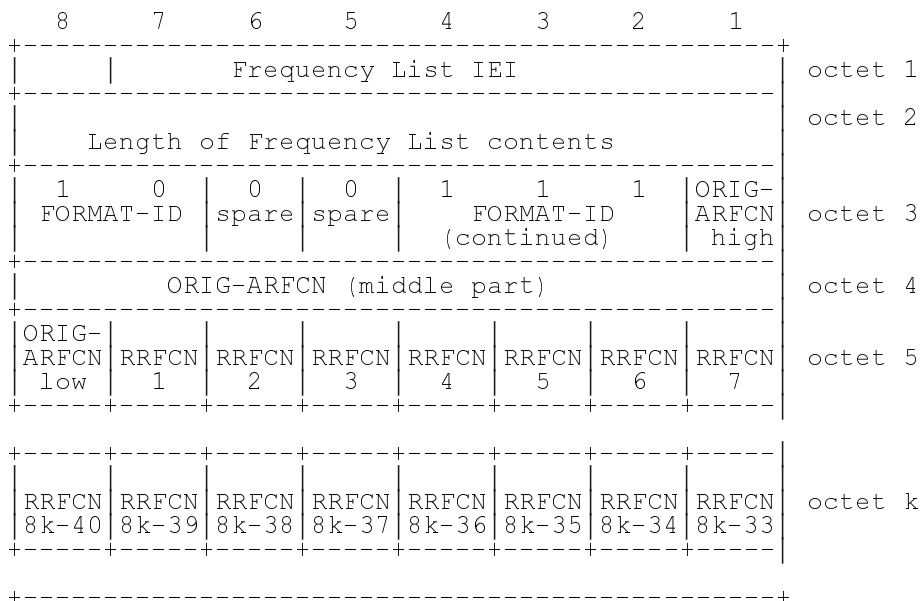 8 7 6 5 4 3 2 1
Frequency List IEI octet 1
octet 2
Length of Frequency List contents
1 0 0 0 1 1 1 ORIG-
FORMAT-ID spare spare FORMAT-ID ARFCN octet 3
(continued) high
ORIG-ARFCN (middle part) octet 4
ORIG-
ARFCN RRFCN RRFCN RRFCN RRFCN RRFCN RRFCN RRFCN octet 5
low 1 2 3 4 5 6 7
RRFCN RRFCN RRFCN RRFCN RRFCN RRFCN RRFCN RRFCN octet k
8k-40 8k-39 8k-38 8k-37 8k-36 8k-35 8k-34 8k-33